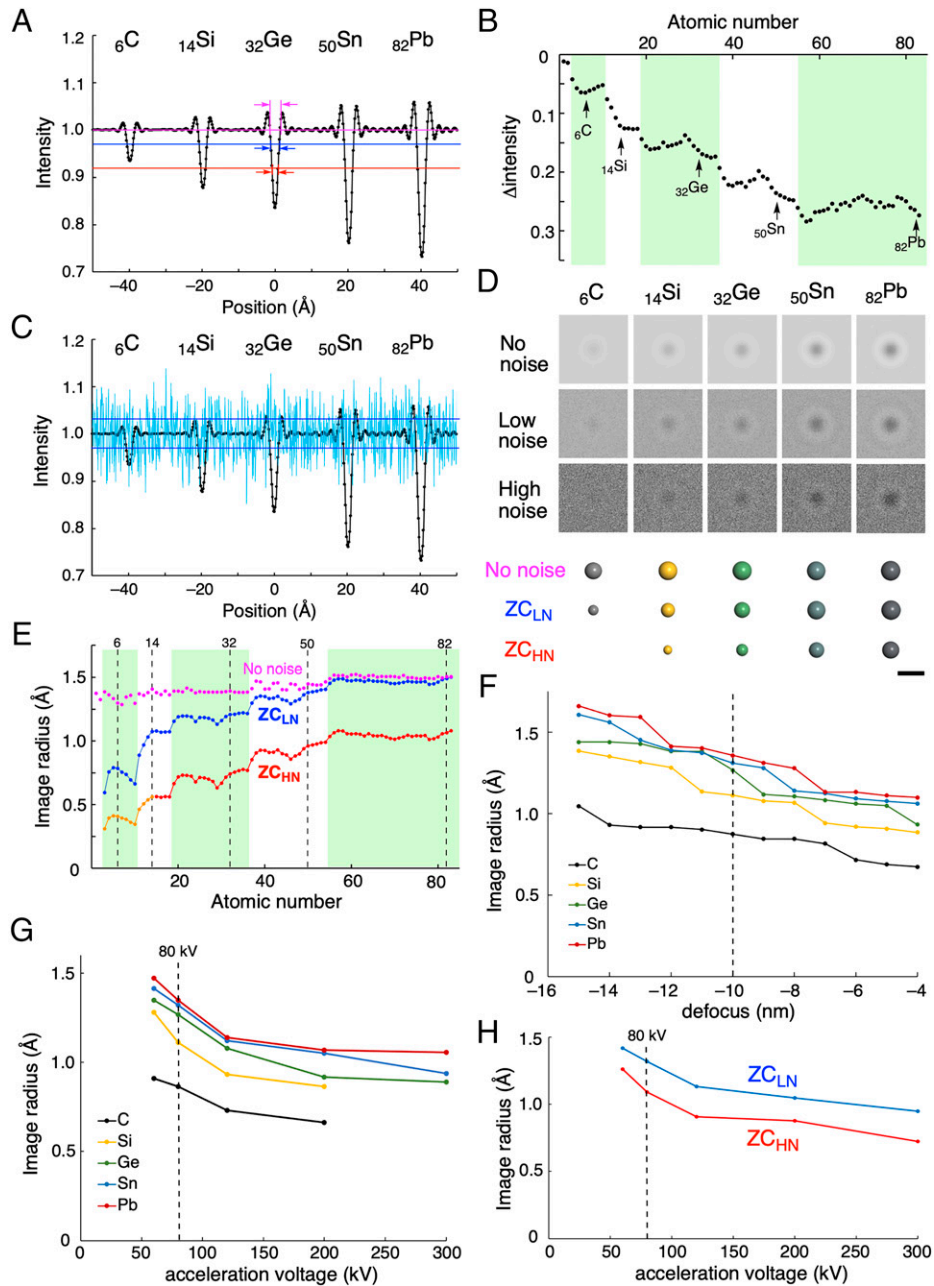 A
6C 14Si 32Ge 50Sn 82Pb
1.2
1.1
1.0
0.9
0.8
0.7
Intensity
−40 −20 0 20 40
Position (Å)
B
Atomic number
20 40 60 80
0
0.1
0.2
0.3
Δintensity
6C
14Si
32Ge
50Sn
82Pb
C
6C 14Si 32Ge 50Sn 82Pb
1.2
1.1
1.0
0.9
0.8
0.7
Intensity
−40 −20 0 20 40
Position (Å)
D
6C 14Si 32Ge 50Sn 82Pb
No
noise
Low
noise
High
noise
No noise
ZCLN
ZCHN
E
6 14 32 50 82
No noise
ZCLN
ZCHN
1.5
1.0
0.5
0
Image radius (Å)
20 40 60 80
Atomic number
F
1.5
1.0
0.5
0
Image radius (Å)
C
Si
Ge
Sn
Pb
−16 −14 −12 −10 −8 −6 −4
defocus (nm)
G
80 kV
1.5
1.0
0.5
0
Image radius (Å)
C
Si
Ge
Sn
Pb
0 50 100 150 200 250 300
acceleration voltage (kV)
H
80 kV
1.5
1.0
0.5
0
Image radius (Å)
ZCLN
ZCHN
0 50 100 150 200 250 300
acceleration voltage (kV)